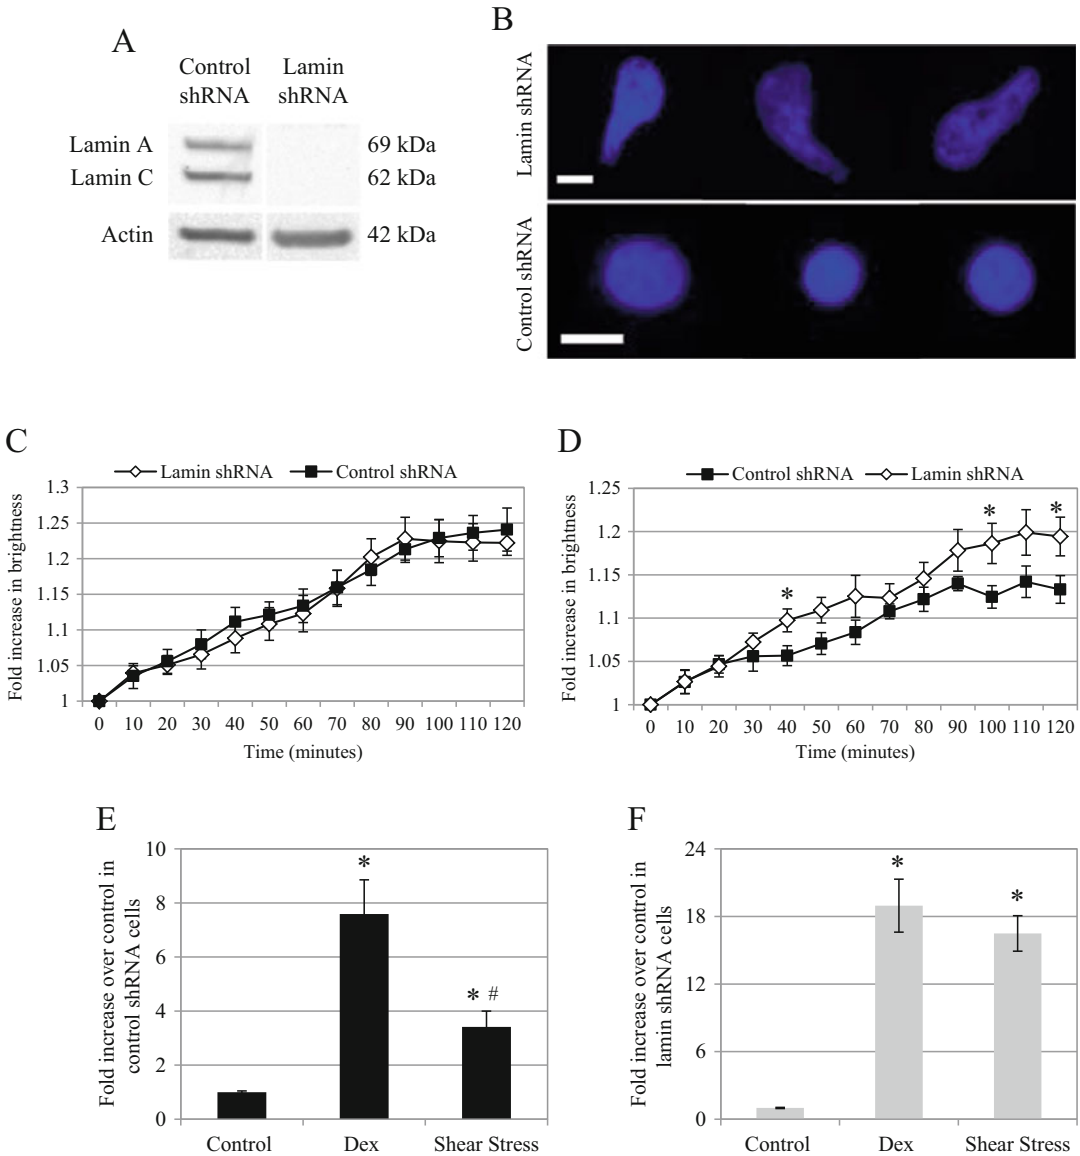 A
Control shRNA
Lamin shRNA
Lamin A
69 kDa
Lamin C
62 kDa
Actin
42 kDa
B
Lamin shRNA
Control shRNA
C
Lamin shRNA
Control shRNA
Fold increase in brightness
1.3
1.25
1.2
1.15
1.1
1.05
1
0 10 20 30 40 50 60 70 80 90 100 110 120
Time (minutes)
D
Control shRNA
Lamin shRNA
Fold increase in brightness
1.25
1.2
1.15
1.1
1.05
1
* * *
0 10 20 30 40 50 60 70 80 90 100 110 120
Time (minutes)
E
Fold increase over control in
control shRNA cells
10
8
6
4
2
0
*
* #
Control Dex Shear Stress
F
Fold increase over control in
lamin shRNA cells
24
18
12
6
0
*
*
Control Dex Shear Stress